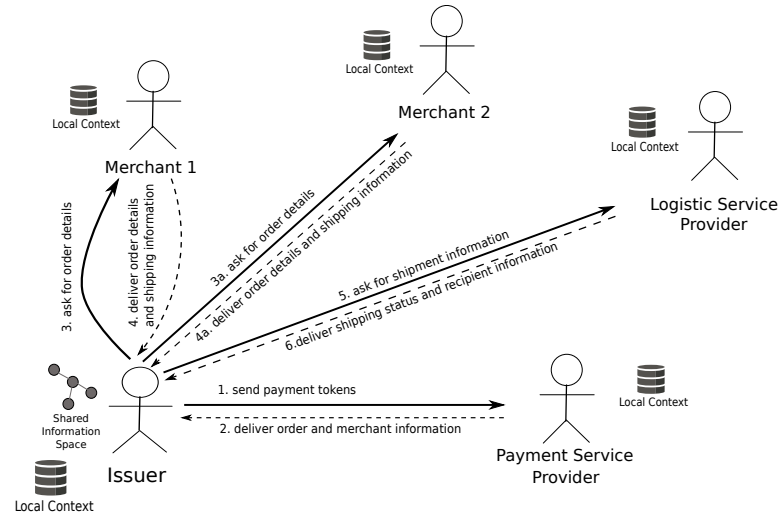 Local Context
Merchant 2
Local Context
Merchant 1
Local Context
Logistic Service
Provider
3. ask for order details
4. deliver order details
and shipping information
3a. ask for order details
4a. deliver order details and shipping information
5. ask for shipment information
6.deliver shipping status and recipient information
1. send payment tokens
2. deliver order and merchant information
Shared
Information
Space
Issuer
Local Context
Local Context
Payment Service
Provider